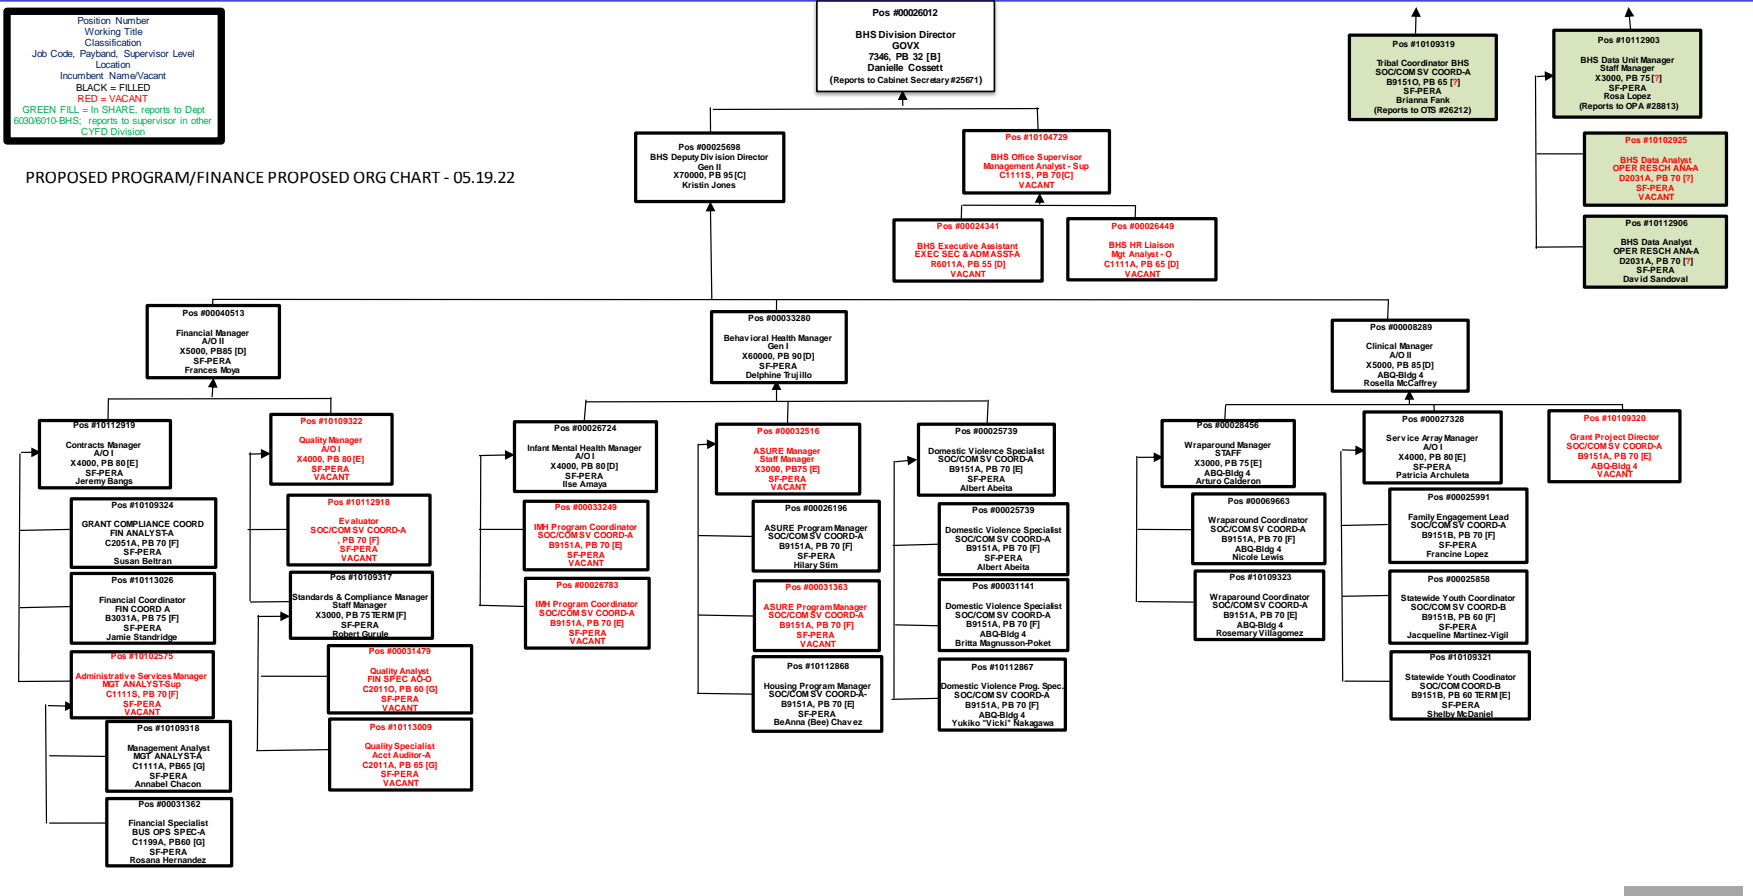 Position Number
Working Title
Classification
Job Code, Payband, Supervisor Level
Location
Incumbent Name/Vacant
BLACK = FILLED
RED = VACANT
GREEN FILL = In SHARE, reports to Dept
6030/6010-BHS; reports to supervisor in other
CYFD Division
PROPOSED PROGRAM/FINANCE PROPOSED ORG CHART - 05.19.22
Pos #00026012
BHS Division Director
GOVX
7346, PB 32 [B]
Danielle Cossett
(Reports to Cabinet Secretary #25671)
Pos #10109319
Tribal Coordinator BHS
SOC/COM SV COORD-A
B9151O, PB 65 [?]
SF-PERA
Brianna Fank
(Reports to OTS #26212)
Pos #10112903
BHS Data Unit Manager
Staff Manager
X3000, PB 75 [?]
SF-PERA
Rosa Lopez
(Reports to OPA #28813)
Pos #10102925
BHS Data Analyst
OPER RESCH ANA-A
D2031A, PB 70 [?]
SF-PERA
VACANT
Pos #10112906
BHS Data Analyst
OPER RESCH ANA-A
D2031A, PB 70 [?]
SF-PERA
David Sandoval
Pos #00025698
BHS Deputy Division Director
Gen II
X70000, PB 95 [C]
Kristin Jones
Pos #10104729
BHS Office Supervisor
Management Analyst - Sup
C1111S, PB 70[C]
VACANT
Pos #00024341
BHS Executive Assistant
EXEC SEC & ADM ASST-A
R6011A, PB 55 [D]
VACANT
Pos #00026449
BHS HR Liaison
Mgt Analyst - O
C1111A, PB 65 [D]
VACANT
Pos #00040513
Financial Manager
A/O II
X5000, PB85 [D]
SF-PERA
Frances Moya
Pos #00033280
Behavioral Health Manager
Gen I
X60000, PB 90 [D]
SF-PERA
Delphine Trujillo
Pos #00008289
Clinical Manager
A/O II
X5000, PB 85 [D]
ABQ-Bldg 4
Rosella McCaffrey
Pos #10112919
Contracts Manager
A/O I
X4000, PB 80 [E]
SF-PERA
Jeremy Bangs
Pos #10109324
GRANT COMPLIANCE COORD
FIN ANALYST-A
C2051A, PB 70 [F]
SF-PERA
Susan Beltran
Pos #10113026
Financial Coordinator
FIN COORD A
B3031A, PB 75 [F]
SF-PERA
Jamie Standridge
Pos #10102575
Administrative Services Manager
MGT ANALYST-Sup
C1111S, PB 70 [F]
SF-PERA
VACANT
Pos #10109318
Management Analyst
MGT ANALYST-A
C1111A, PB65 [G]
SF-PERA
Annabel Chacon
Pos #00031362
Financial Specialist
BUS OPS SPEC-A
C1199A, PB60 [G]
SF-PERA
Rosana Hernandez
Pos #10109322
Quality Manager
A/O I
X4000, PB 80 [E]
SF-PERA
VACANT
Pos #10112918
Evaluator
SOC/COM SV COORD-A
, PB 70 [F]
SF-PERA
VACANT
Pos #10109317
Standards & Compliance Manager
Staff Manager
X3000, PB 75 TERM [F]
SF-PERA
Robert Gurule
Pos #00031479
Quality Analyst
FIN SPEC AO-O
C2011O, PB 60 [G]
SF-PERA
VACANT
Pos #10113009
Quality Specialist
Acct Auditor-A
C2011A, PB 65 [G]
SF-PERA
VACANT
Pos #00026724
Infant Mental Health Manager
A/O I
X4000, PB 80 [D]
SF-PERA
Ilse Amaya
Pos #00033249
IMH Program Coordinator
SOC/COM SV COORD-A
B9151A, PB 70 [E]
SF-PERA
VACANT
Pos #00026783
IMH Program Coordinator
SOC/COM SV COORD-A
B9151A, PB 70 [E]
SF-PERA
VACANT
Pos #00032516
ASURE Manager
Staff Manager
X3000, PB75 [E]
SF-PERA
VACANT
Pos #00026196
ASURE Program Manager
SOC/COM SV COORD-A
B9151A, PB 70 [F]
SF-PERA
Hilary Stim
Pos #00031363
ASURE Program Manager
SOC/COM SV COORD-A
B9151A, PB 70 [F]
SF-PERA
VACANT
Pos #10112868
Housing Program Manager
SOC/COM SV COORD-A-
B9151A, PB 70 [E]
SF-PERA
BeAnna (Bee) Chavez
Pos #00025739
Domestic Violence Specialist
SOC/COM SV COORD-A
B9151A, PB 70 [E]
SF-PERA
Albert Abeita
Pos #00025739
Domestic Violence Specialist
SOC/COM SV COORD-A
B9151A, PB 70 [F]
SF-PERA
Albert Abeita
Pos #00031141
Domestic Violence Specialist
SOC/COM SV COORD-A
B9151A, PB 70 [F]
ABQ-Bldg 4
Britta Magnusson-Poket
Pos #10112867
Domestic Violence Prog. Spec.
SOC/COM SV COORD-A
B9151A, PB 70 [F]
ABQ-Bldg 4
Yukiko "Vicki" Nakagawa
Pos #00028456
Wraparound Manager
STAFF
X3000, PB 75 [E]
ABQ-Bldg 4
Arturo Calderon
Pos #00069663
Wraparound Coordinator
SOC/COM SV COORD-A
B9151A, PB 70 [F]
ABQ-Bldg 4
Nicole Lewis
Pos #10109323
Wraparound Coordinator
SOC/COM SV COORD-A
B9151A, PB 70 [F]
ABQ-Bldg 4
Rosemary Villagomez
Pos #00027328
Service Array Manager
A/O I
X4000, PB 80 [E]
SF-PERA
Patricia Archuleta
Pos #00025991
Family Engagement Lead
SOC/COM SV COORD-A
B9151B, PB 70 [F]
SF-PERA
Francine Lopez
Pos #00025858
Statewide Youth Coordinator
SOC/COM SV COORD-B
B9151B, PB 60 [F]
SF-PERA
Jacqueline Martinez-Vigil
Pos #10109321
Statewide Youth Coodinator
SOC/COM COORD-B
B9151B, PB 60 TERM [E]
SF-PERA
Shelby McDaniel
Pos #10109320
Grant Project Director
SOC/COM SV COORD-A
B9151A, PB 70 [E]
ABQ-Bldg 4
VACANT